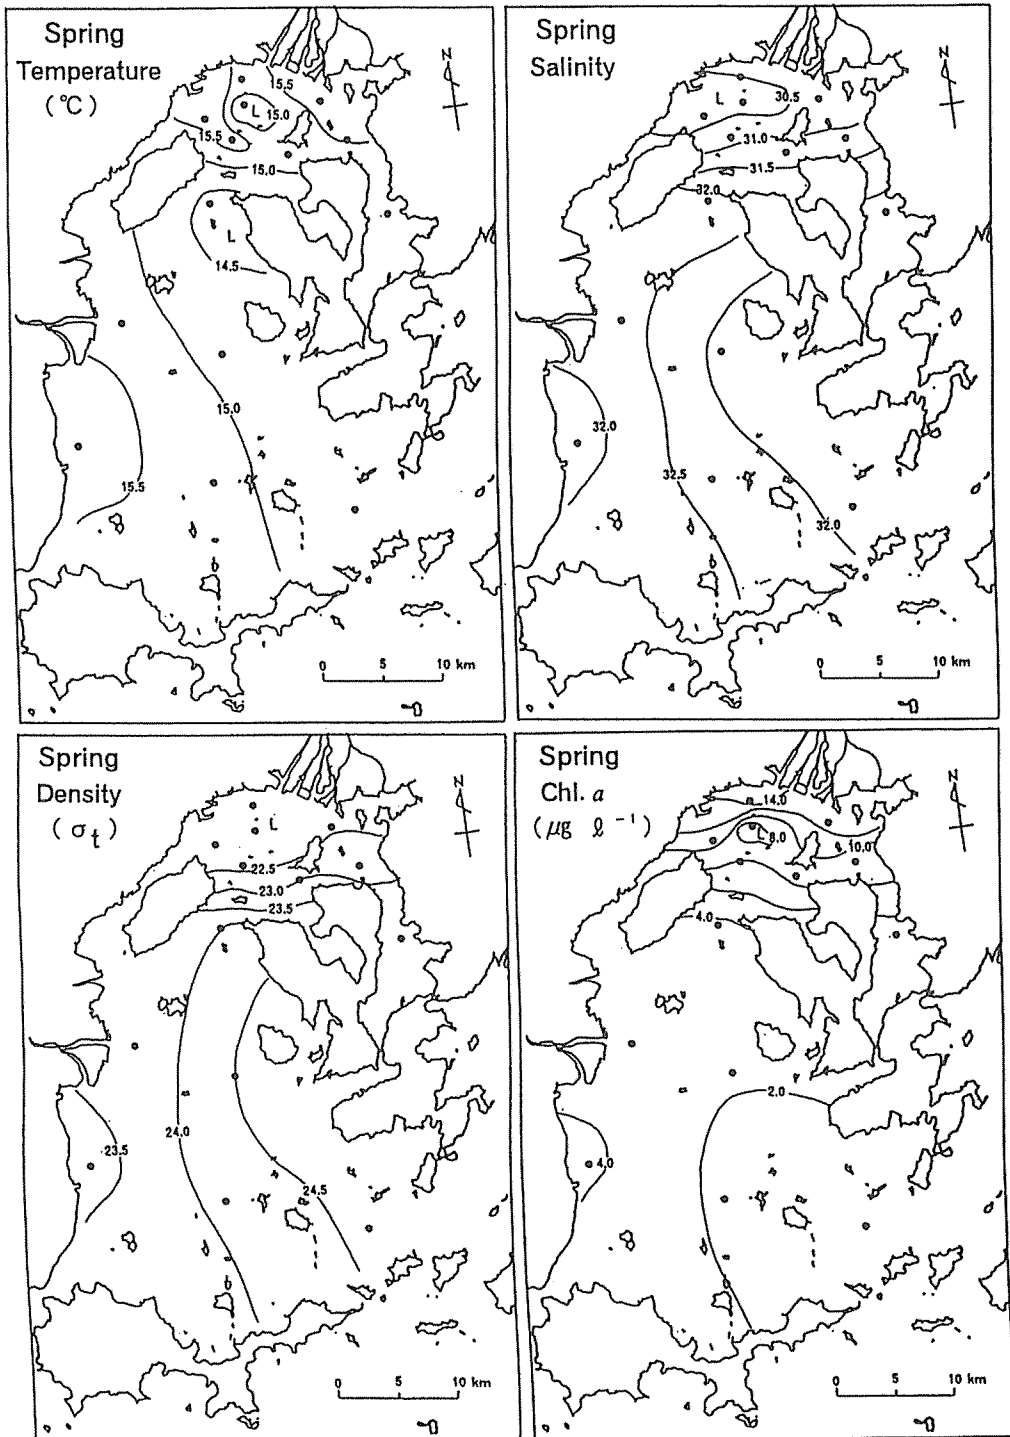 Spring
Temperature
(°C)
N
15.5
L 15.0
15.5
15.0
L
14.5
15.0
15.5
0 5 10 km
Spring
Salinity
N
L
30.5
31.0
31.5
32.0
32.0
32.5
32.0
0 5 10 km
Spring
Density
(σt)
N
L
22.5
23.0
23.5
24.0
23.5
24.5
0 5 10 km
Spring
Chl. a
(μg ℓ⁻¹)
N
14.0
L 6.0
10.0
4.0
2.0
4.0
0 5 10 km